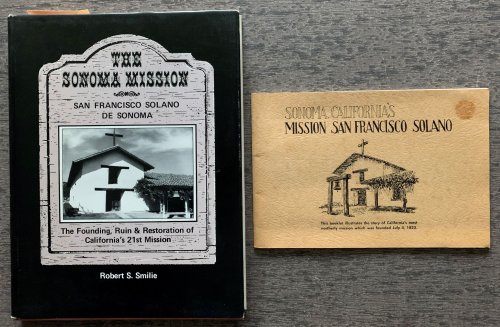 THE
SONOMA MISSION
SAN FRANCISCO SOLANO
DE SONOMA
The Founding, Ruin & Restoration of
California's 21st Mission
Robert S. Smilie
SONOMA, CALIFORNIA'S
MISSION SAN FRANCISCO SOLANO
This booklet illustrates the story of California's most
northerly mission which was founded July 4, 1823.